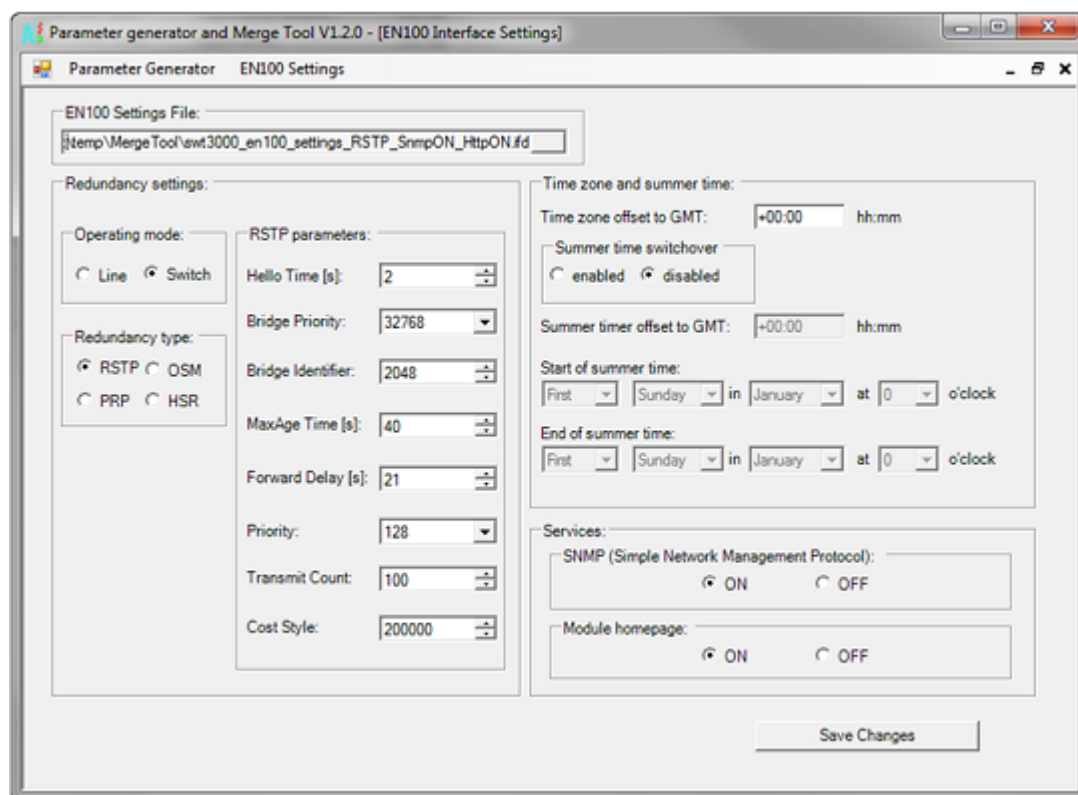 Parameter generator and Merge Tool V1.2.0 - [EN100 Interface Settings]
Parameter Generator EN100 Settings
EN100 Settings File:
\temp\MergeTool\swt3000_en100_settings_RSTP_SnmpON_HttpON.ifd
Redundancy settings:
Operating mode:
Line Switch
Redundancy type:
RSTP OSM
PRP HSR
RSTP parameters:
Hello Time [s]: 2
Bridge Priority: 32768
Bridge Identifier: 2048
MaxAge Time [s]: 40
Forward Delay [s]: 21
Priority: 128
Transmit Count: 100
Cost Style: 200000
Time zone and summer time:
Time zone offset to GMT: +00:00 hh:mm
Summer time switchover
enabled disabled
Summer timer offset to GMT: +00:00 hh:mm
Start of summer time:
First Sunday in January at 0 o'clock
End of summer time:
First Sunday in January at 0 o'clock
Services:
SNMP (Simple Network Management Protocol):
ON OFF
Module homepage:
ON OFF
Save Changes